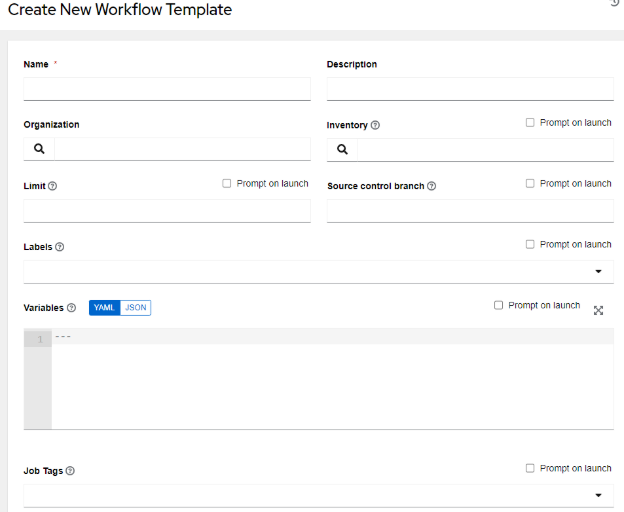 Create New Workflow Template
Name *
Description
Organization
Inventory
Prompt on launch
Limit
Prompt on launch
Source control branch
Prompt on launch
Labels
Prompt on launch
Variables
YAML JSON
Prompt on launch
1 ---
Job Tags
Prompt on launch